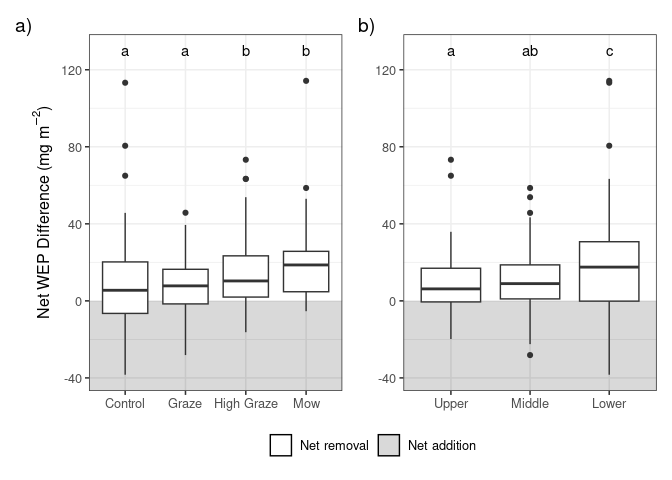 a)
b)
Net WEP Difference (mg m⁻²)
a a b b
120
80
40
0
-40
Control Graze High Graze Mow
a ab c
120
80
40
0
-40
Upper Middle Lower
Net removal Net addition